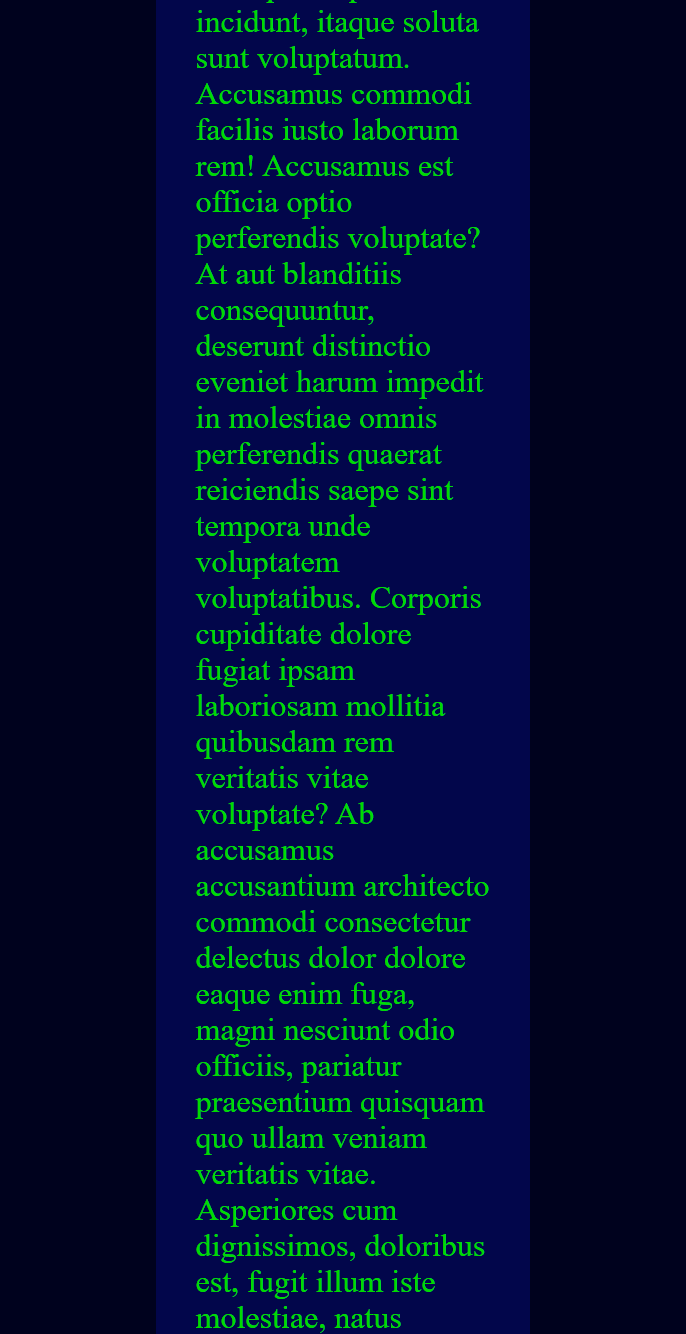 incidunt, itaque soluta
sunt voluptatum.
Accusamus commodi
facilis iusto laborum
rem! Accusamus est
officia optio
perferendis voluptate?
At aut blanditiis
consequuntur,
deserunt distinctio
eveniet harum impedit
in molestiae omnis
perferendis quaerat
reiciendis saepe sint
tempora unde
voluptatem
voluptatibus. Corporis
cupiditate dolore
fugiat ipsam
laboriosam mollitia
quibusdam rem
veritatis vitae
voluptate? Ab
accusamus
accusantium architecto
commodi consectetur
delectus dolor dolore
eaque enim fuga,
magni nesciunt odio
officiis, pariatur
praesentium quisquam
quo ullam veniam
veritatis vitae.
Asperiores cum
dignissimos, doloribus
est, fugit illum iste
molestiae, natus